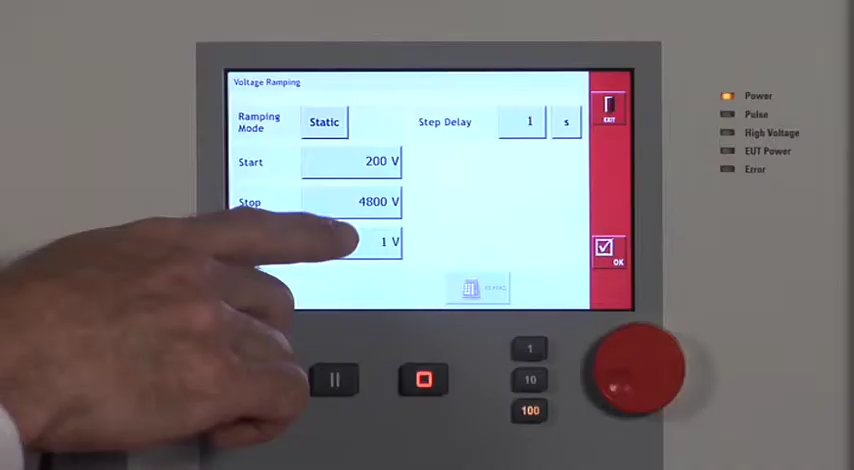 Voltage Ramping
Ramping Mode
Static
Step Delay
1
s
EXIT
Start
200 V
Stop
4800 V
1 V
OK
Power
Pulse
High Voltage
EUT Power
Error
1
10
100